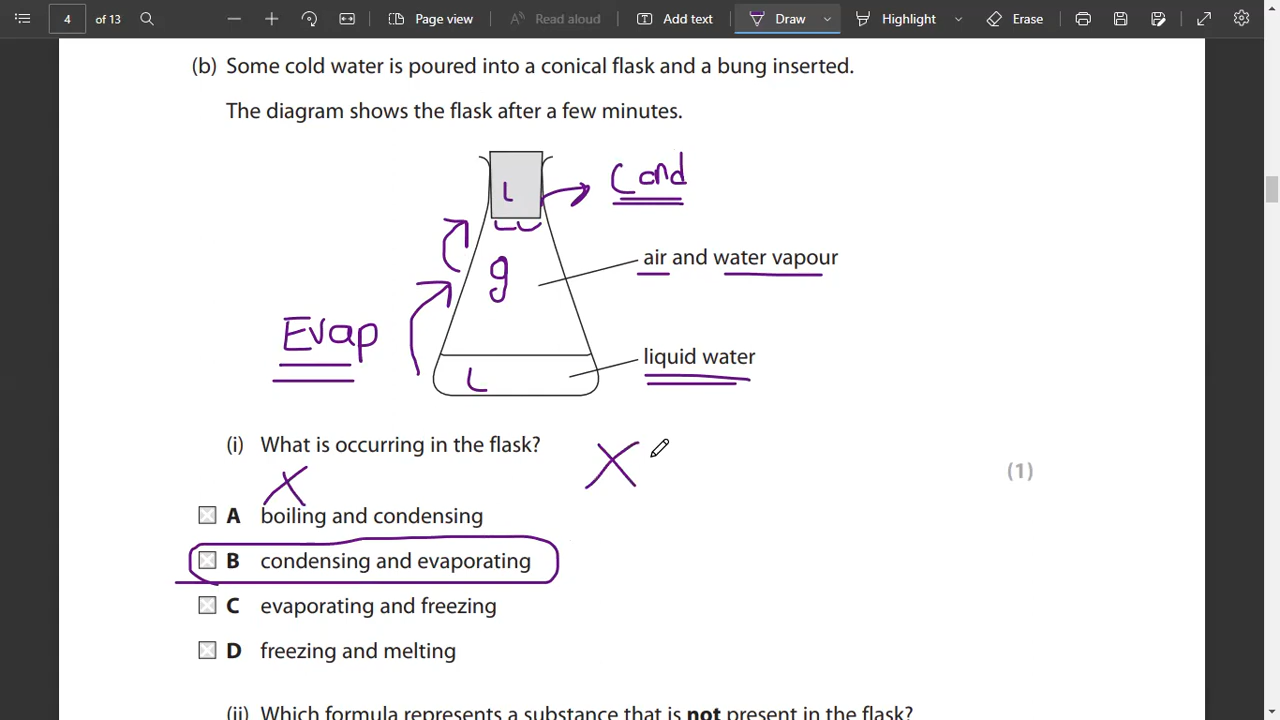 4 of 13 Page view Read aloud Add text Draw Highlight Erase
(b) Some cold water is poured into a conical flask and a bung inserted.
The diagram shows the flask after a few minutes.
L
Cond
g
air and water vapour
Evap
liquid water
L
(i) What is occurring in the flask?
(1)
A boiling and condensing
B condensing and evaporating
C evaporating and freezing
D freezing and melting
(ii) Which formula represents a substance that is not present in the flask?